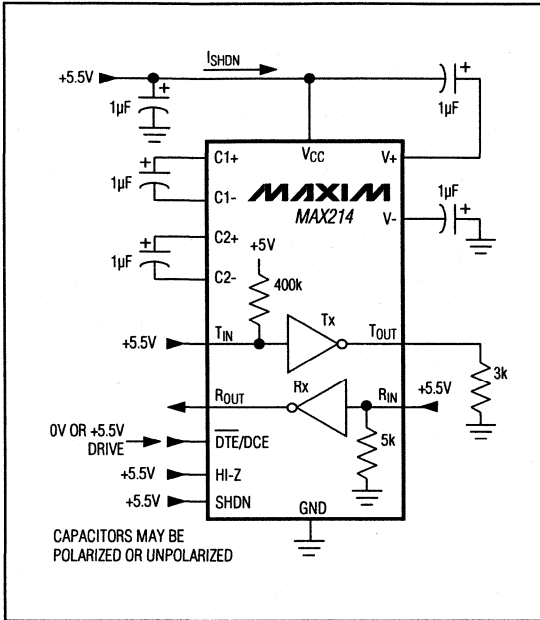 ISHDN
+5.5V
+
1µF
+
1µF
C1+
VCC
V+
+
1µF
C1-
MAXIM
MAX214
1µF
+
V-
C2+
+
1µF
C2-
+5V
400k
Tx
+5.5V
TIN
TOUT
3k
ROUT
Rx
RIN
+5.5V
0V OR +5.5V
DRIVE
DTE/DCE
5k
+5.5V
HI-Z
+5.5V
SHDN
GND
CAPACITORS MAY BE
POLARIZED OR UNPOLARIZED